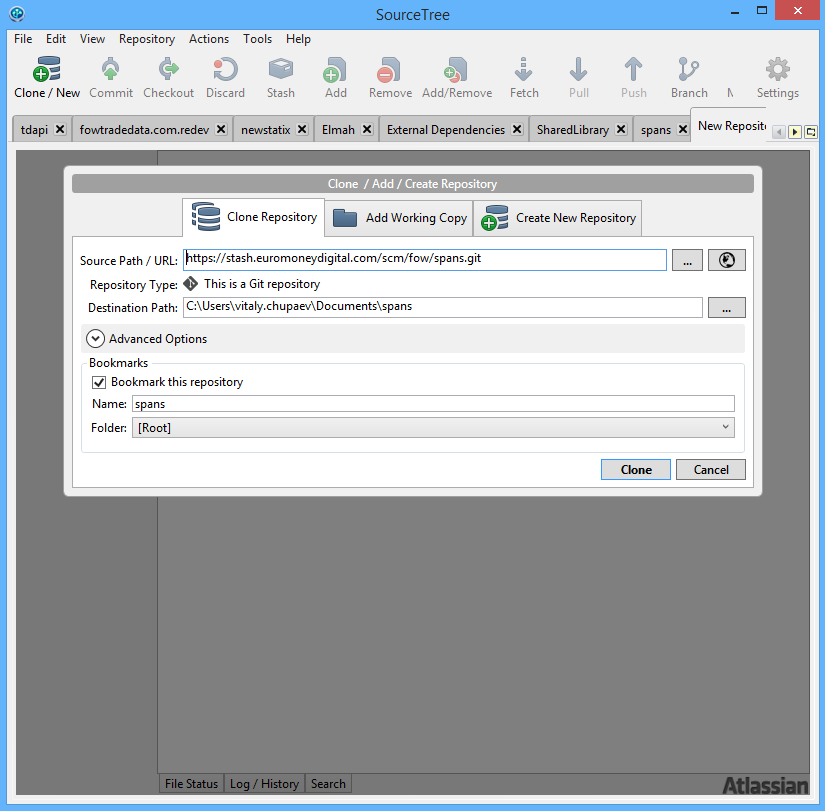 SourceTree
File Edit View Repository Actions Tools Help
Clone / New Commit Checkout Discard Stash Add Remove Add/Remove Fetch Pull Push Branch M Settings
tdapi fowtradedata.com.redev newstatix Elmah External Dependencies SharedLibrary spans New Reposit
Clone / Add / Create Repository
Clone Repository Add Working Copy Create New Repository
Source Path / URL: https://stash.euromoneydigital.com/scm/fow/spans.git ...
Repository Type: This is a Git repository
Destination Path: C:\Users\vitaly.chupaev\Documents\spans ...
Advanced Options
Bookmarks
Bookmark this repository
Name: spans
Folder: [Root]
Clone Cancel
File Status Log / History Search
Atlassian